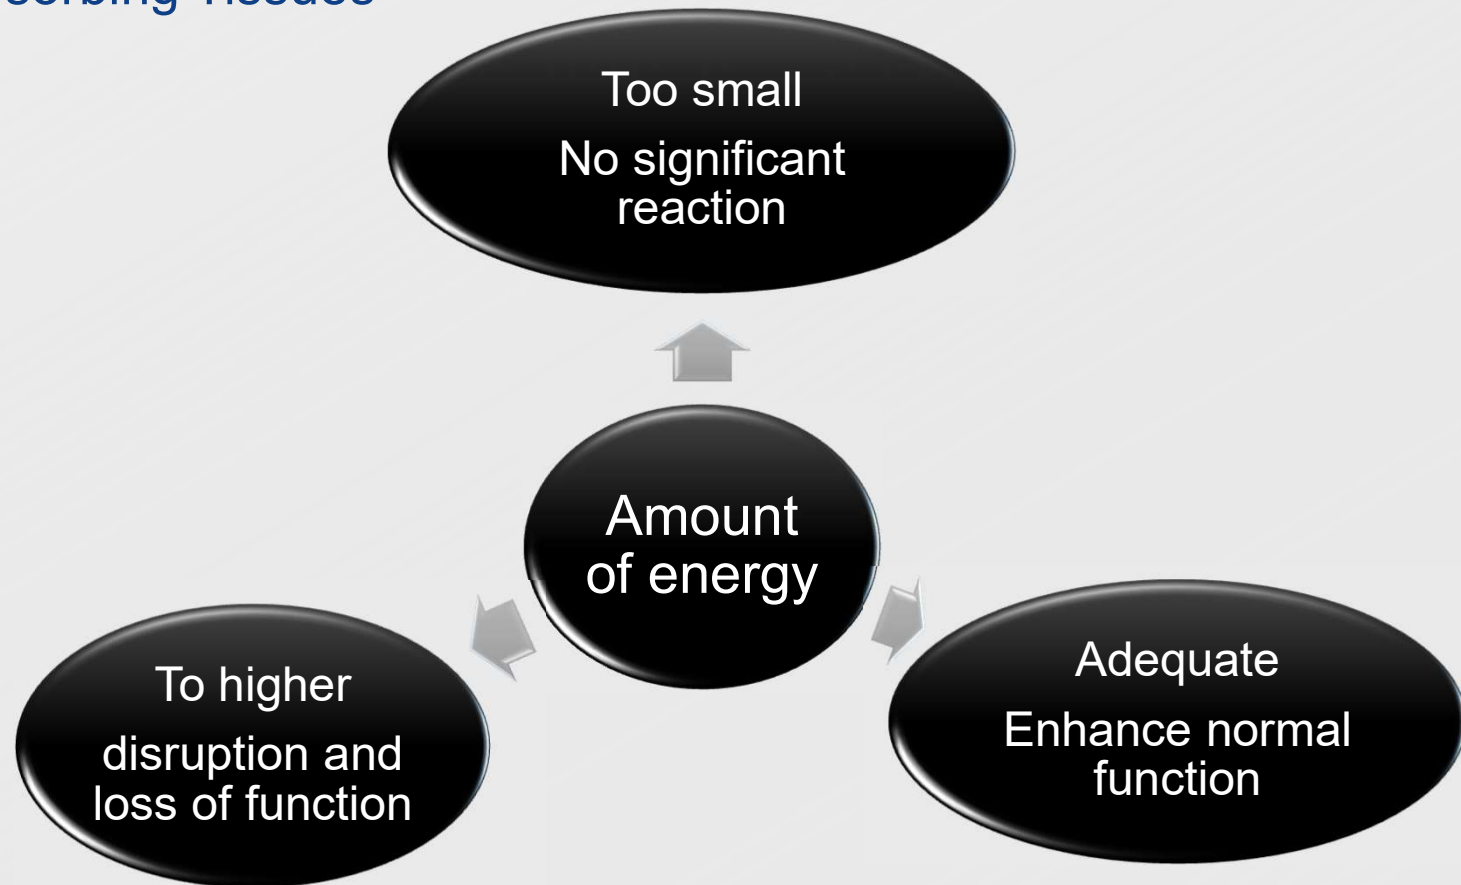 Tissues
Too small
No significant
reaction
Amount
of energy
To higher
disruption and
loss of function
Adequate
Enhance normal
function